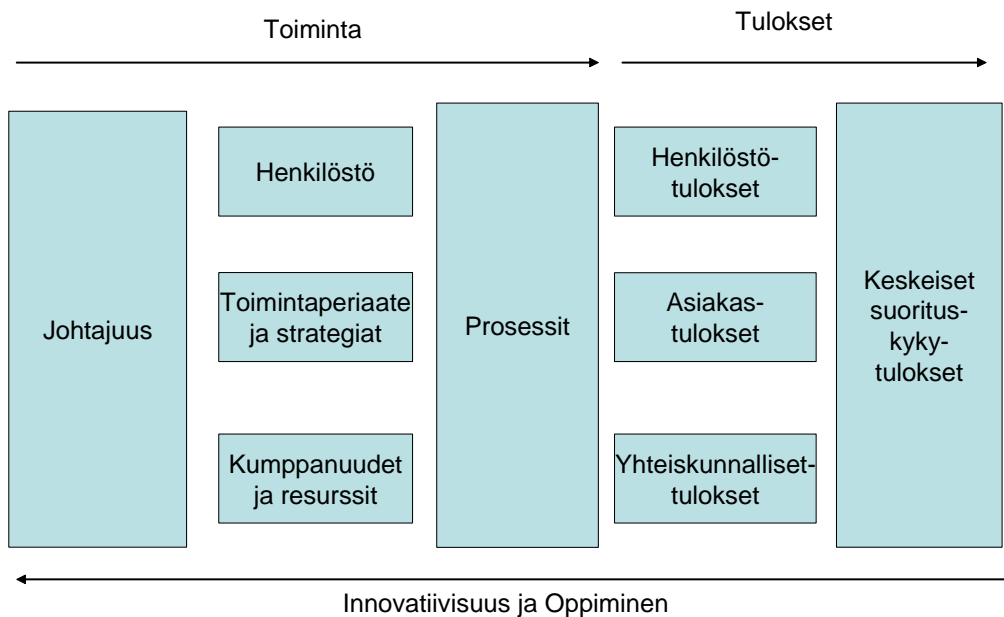 Toiminta
Tulokset
Johtajuus
Henkilöstö
Toimintaperiaate
ja strategiat
Kumppanuudet
ja resurssit
Prosessit
Henkilöstö-
tulokset
Asiakas-
tulokset
Yhteiskunnalliset-
tulokset
Keskeiset
suoritus-
kyky-
tulokset
Innovatiivisuus ja Oppiminen